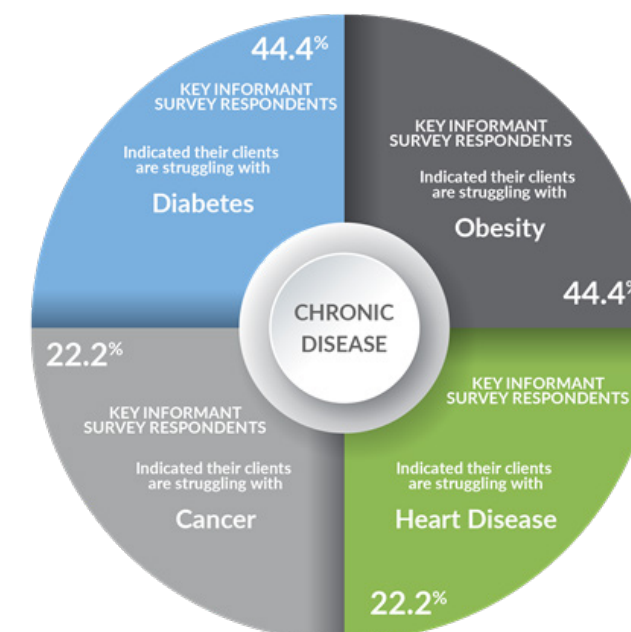 44.4%
KEY INFORMANT
SURVEY RESPONDENTS
Indicated their clients
are struggling with
Diabetes
KEY INFORMANT
SURVEY RESPONDENTS
Indicated their clients
are struggling with
Obesity
44.4%
CHRONIC
DISEASE
22.2%
KEY INFORMANT
SURVEY RESPONDENTS
Indicated their clients
are struggling with
Cancer
KEY INFORMANT
SURVEY RESPONDENTS
Indicated their clients
are struggling with
Heart Disease
22.2%